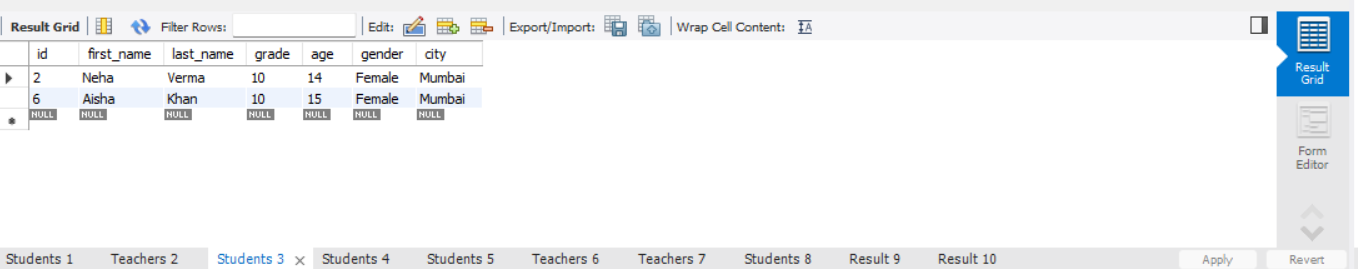 Result Grid Filter Rows: Edit: Export/Import: Wrap Cell Content: IA
id first_name last_name grade age gender city
2 Neha Verma 10 14 Female Mumbai
6 Aisha Khan 10 15 Female Mumbai
NULL NULL NULL NULL NULL NULL NULL
Result
Grid
Form
Editor
Students 1 Teachers 2 Students 3 × Students 4 Students 5 Teachers 6 Teachers 7 Students 8 Result 9 Result 10 Apply Revert